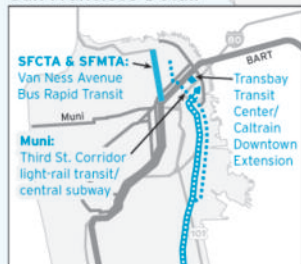 80
BART
SFCTA & SFMTA:
Van Ness Avenue
Bus Rapid Transit
Transbay
Transit
Center/
Caltrain
Downtown
Extension
Muni
Muni:
Third St. Corridor
light-rail transit/
central subway
101